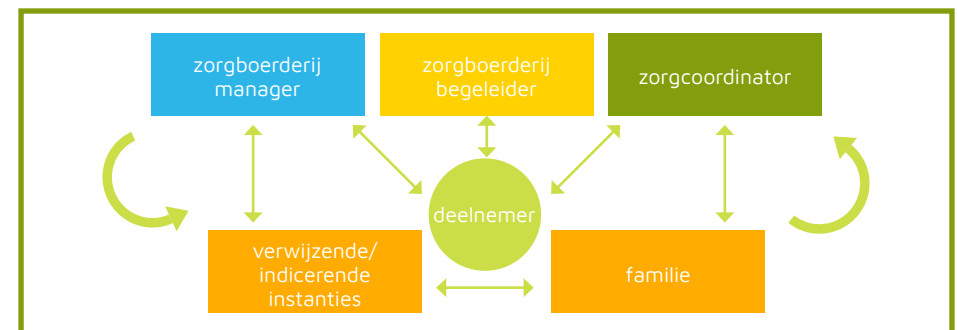 zorgboerderij
manager
zorgboerderij
begeleider
zorgcoordinator
deelnemer
verwijzende/
indicerende
instanties
familie